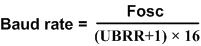 Baud rate = Fosc
(UBRR+1) × 16